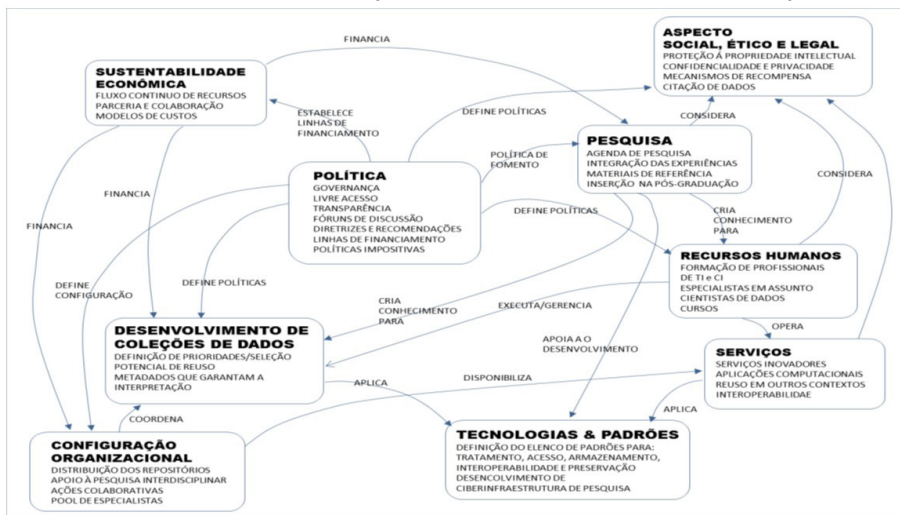 FINANCIA
ASPECTO
SOCIAL, ÉTICO E LEGAL
PROTEÇÃO Á PROPRIEDADE INTELECTUAL
CONFIDENCIALIDADE E PRIVACIDADE
MECANISMOS DE RECOMPENSA
CITAÇÃO DE DADOS
SUSTENTABILIDADE
ECONÔMICA
FLUXO CONTINUO DE RECURSOS
PARCERIA E COLABORAÇÃO
MODELOS DE CUSTOS
ESTABELECE
LINHAS DE
FINANCIAMENTO
DEFINE POLÍTICAS
CONSIDERA
PESQUISA
AGENDA DE PESQUISA
INTEGRAÇÃO DAS EXPERIÊNCIAS
MATERIAIS DE REFERÊNCIA
INSERÇÃO NA PÓS-GRADUAÇÃO
POLÍTICA DE
FOMENTO
POLÍTICA
GOVERNANÇA
LIVRE ACESSO
TRANSPARÊNCIA
FÓRUNS DE DISCUSSÃO
DIRETRIZES E RECOMENDAÇÕES
LINHAS DE FINANCIAMENTO
POLÍTICAS IMPOSITIVAS
CONSIDERA
FINANCIA
FINANCIA
DEFINE POLÍTICAS
CRIA
CONHECIMENTO
PARA
RECURSOS HUMANOS
FORMAÇÃO DE PROFISSIONAIS
DE TI e CI
ESPECIALISTAS EM ASSUNTO
CIENTISTAS DE DADOS
CURSOS
DEFINE
CONFIGURAÇÃO
DEFINE POLÍTICAS
CRIA
CONHECIMENTO
PARA
EXECUTA/GERENCIA
OPERA
DESENVOLVIMENTO DE
COLEÇÕES DE DADOS
DEFINIÇÃO DE PRIORIDADES/SELEÇÃO
POTENCIAL DE REUSO
METADADOS QUE GARANTAM A
INTERPRETAÇÃO
APOIA A O
DESENVOLVIMENTO
SERVIÇOS
SERVIÇOS INOVADORES
APLICAÇÕES COMPUTACIONAIS
REUSO EM OUTROS CONTEXTOS
INTEROPERABILIDAE
APLICA
DISPONIBILIZA
APLICA
COORDENA
CONFIGURAÇÃO
ORGANIZACIONAL
DISTRIBUIÇÃO DOS REPOSITÓRIOS
APOIO À PESQUISA INTERDISCIPLINAR
AÇÕES COLABORATIVAS
POOL DE ESPECIALISTAS
TECNOLOGIAS & PADRÕES
DEFINIÇÃO DO ELENCO DE PADRÕES PARA:
TRATAMENTO, ACESSO, ARMAZENAMENTO,
INTEROPERABILIDADE E PRESERVAÇÃO
DESENCOLVIMENTO DE
CIBERINFRAESTRUTURA DE PESQUISA